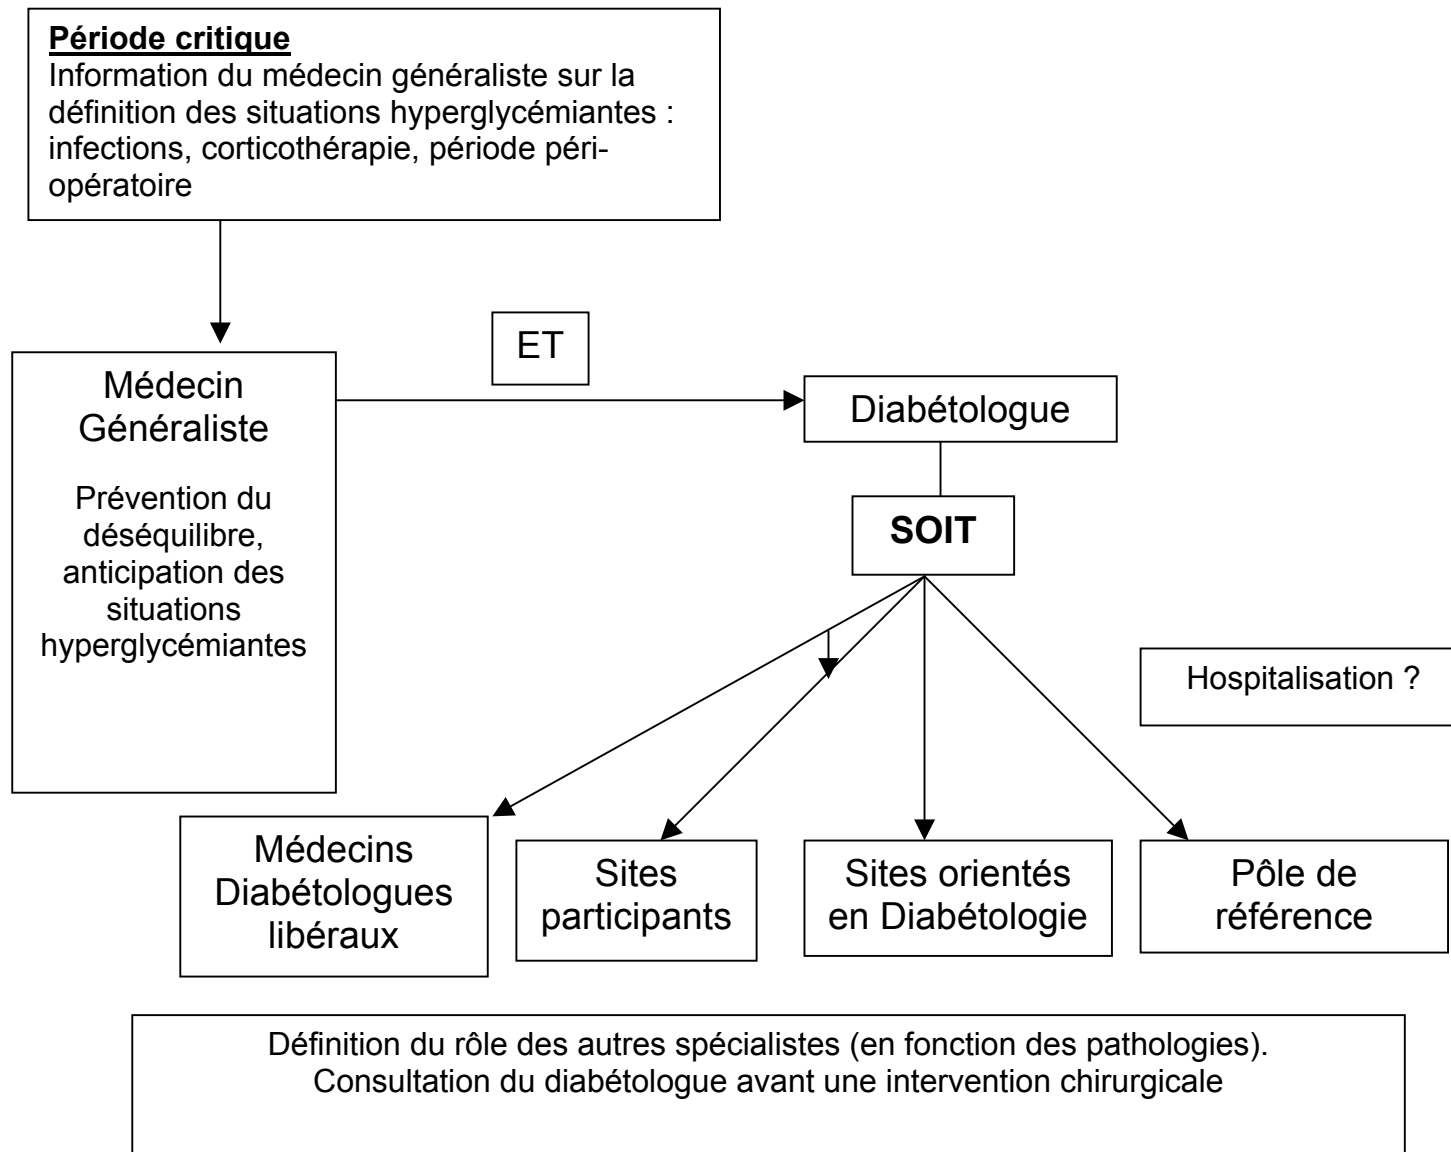 Période critique
Information du médecin généraliste sur la
définition des situations hyperglycémiantes :
infections, corticothérapie, période péri-
opératoire
ET
Médecin
Généraliste
Prévention du
déséquilibre,
anticipation des
situations
hyperglycémiantes
Diabétologue
SOIT
Hospitalisation ?
Médecins
Diabétologues
libéraux
Sites
participants
Sites orientés
en Diabétologie
Pôle de
référence
Définition du rôle des autres spécialistes (en fonction des pathologies).
Consultation du diabétologue avant une intervention chirurgicale